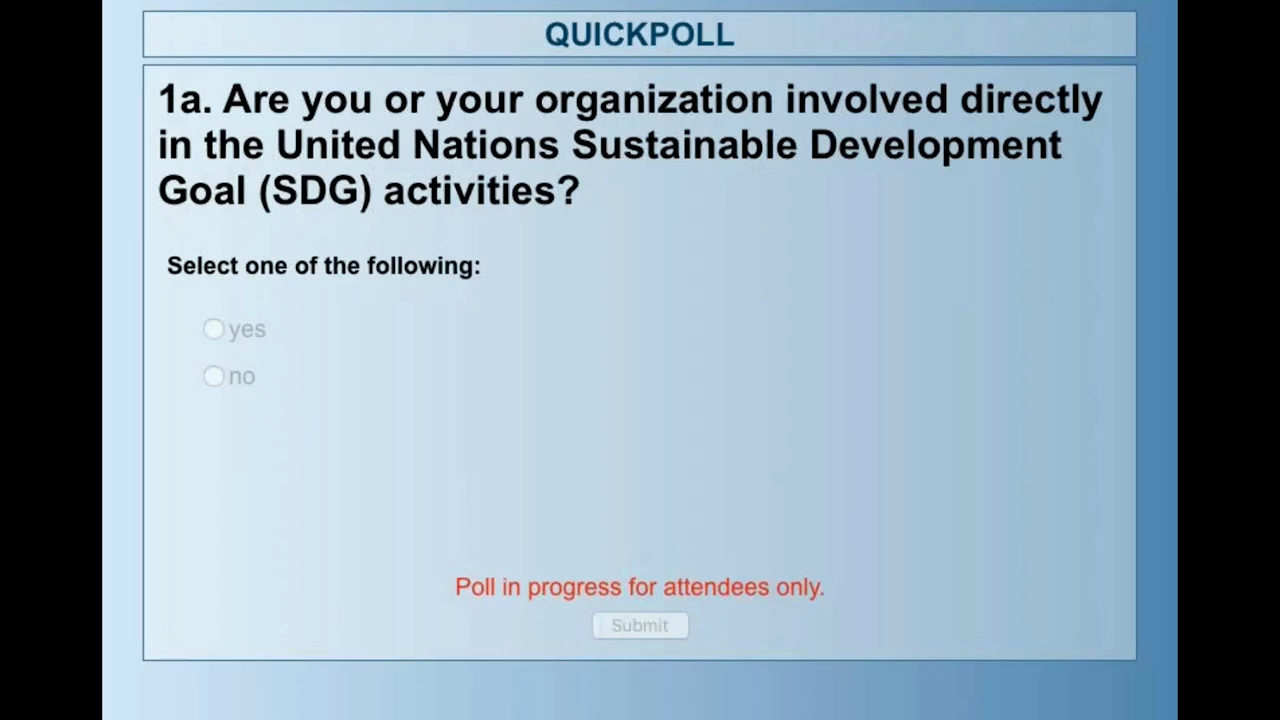 QUICKPOLL
1a. Are you or your organization involved directly
in the United Nations Sustainable Development
Goal (SDG) activities?
Select one of the following:
yes
no
Poll in progress for attendees only.
Submit